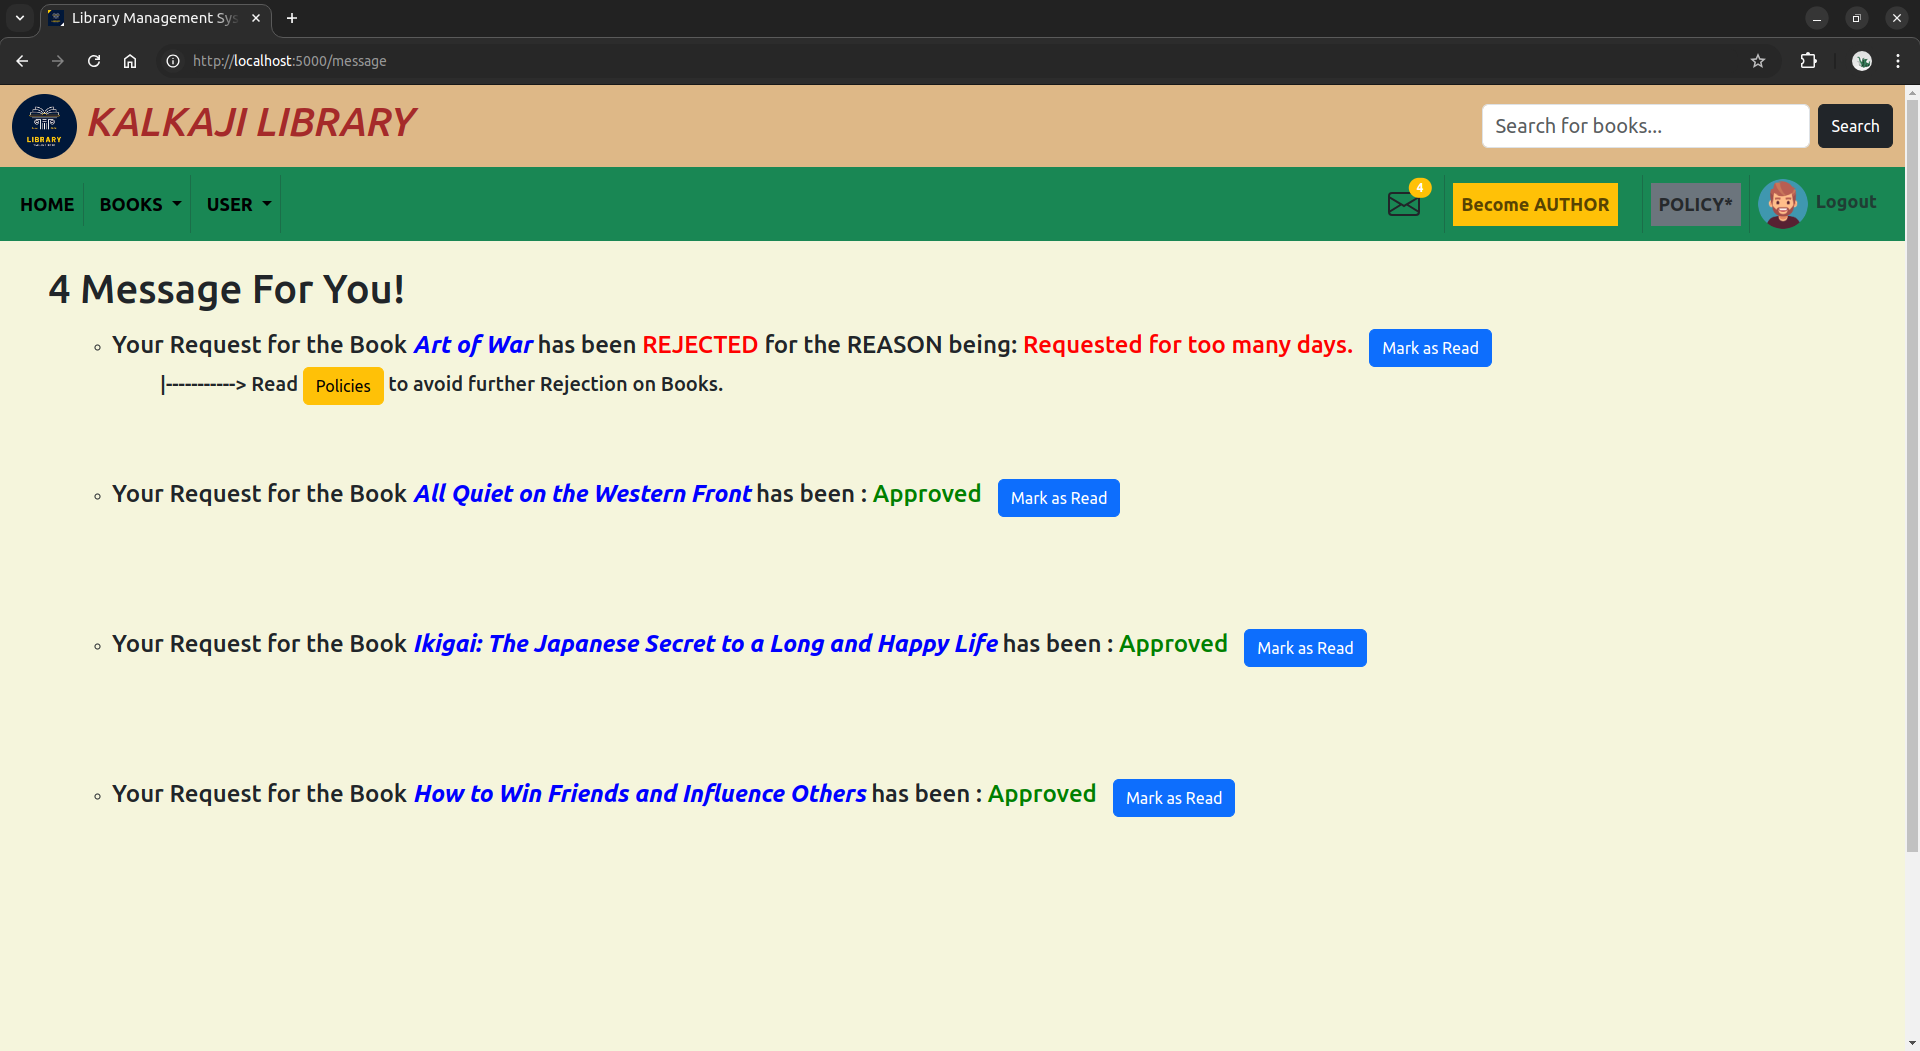 Library Management Sys
http://localhost:5000/message
LIBRARY
KALKAJI LIBRARY
Search for books...
Search
HOME
BOOKS
USER
4
Become AUTHOR
POLICY*
Logout
4 Message For You!
Your Request for the Book Art of War has been REJECTED for the REASON being: Requested for too many days. Mark as Read
|-----------> Read Policies to avoid further Rejection on Books.
Your Request for the Book All Quiet on the Western Front has been : Approved Mark as Read
Your Request for the Book Ikigai: The Japanese Secret to a Long and Happy Life has been : Approved Mark as Read
Your Request for the Book How to Win Friends and Influence Others has been : Approved Mark as Read